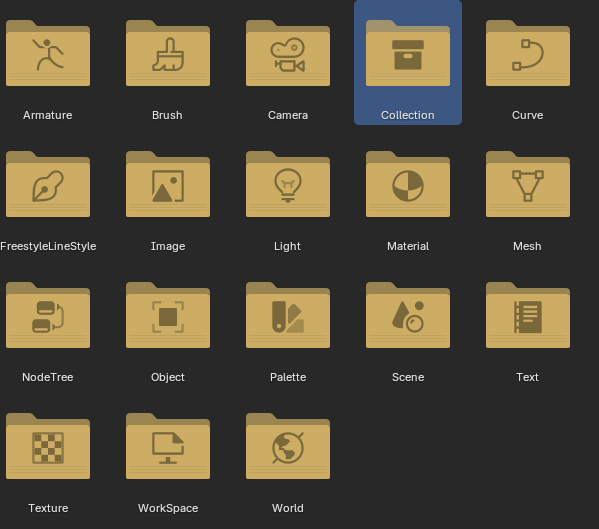 Armature
Brush
Camera
Collection
Curve
FreestyleLineStyle
Image
Light
Material
Mesh
NodeTree
Object
Palette
Scene
Text
Texture
WorkSpace
World